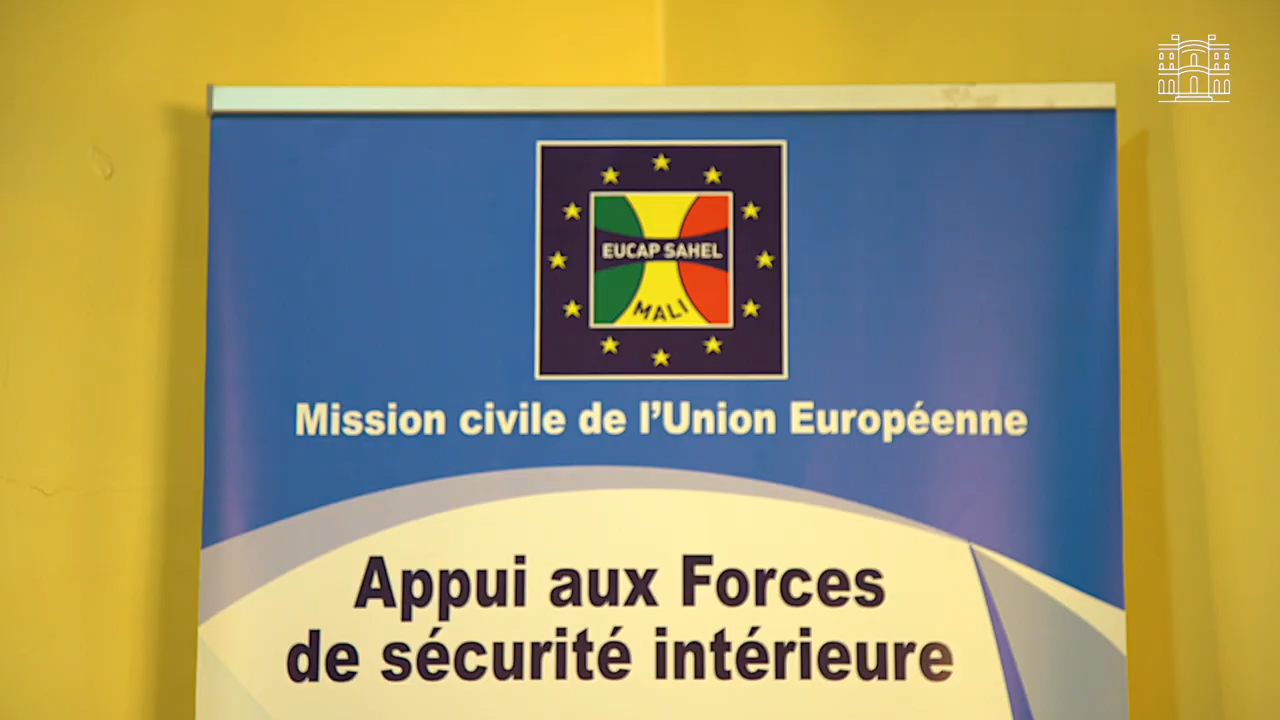 EUCAP SAHEL
MALI
Mission civile de l'Union Européenne
Appui aux Forces
de sécurité intérieure